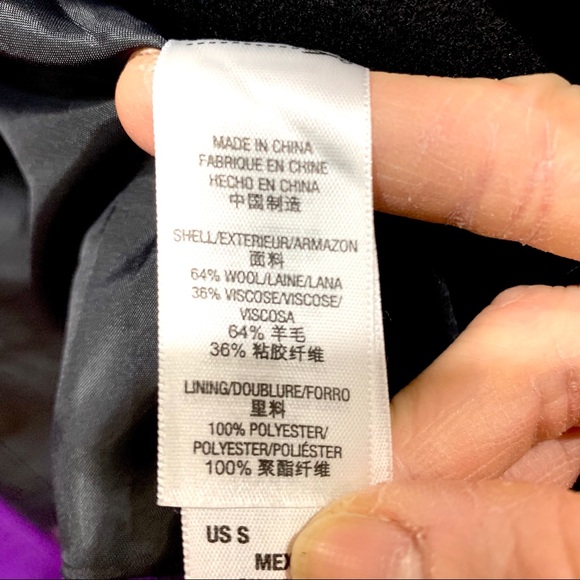 MADE IN CHINA
FABRIQUE EN CHINE
HECHO EN CHINA
中国制造
SHELL/EXTERIEUR/ARMAZON
面料
64% WOOL/LAINE/LANA
36% VISCOSE/VISCOSE/
VISCOSA
64% 羊毛
36% 粘胶纤维
LINING/DOUBLURE/FORRO
里料
100% POLYESTER/
POLYESTER/POLIÉSTER
100% 聚酯纤维
US S
MEX